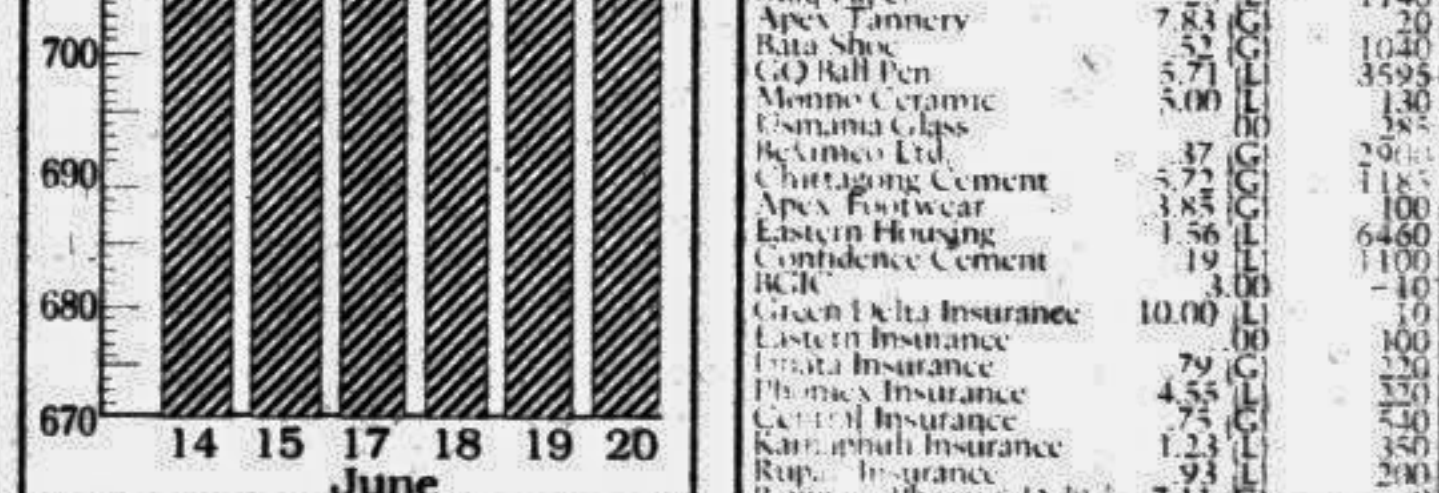 700
690
680
670
14 15 17 18 19 20
June
Apex Tannery 7.83 (G) 20
Bata Shoe .52 (G) 1040
GQ Ball Pen 5.71 (L) 3595
Monno Ceramic 5.00 (L) 130
Usmania Glass .00 285
Beximco Ltd. .37 (G)
Chittagong Cement 5.72 (G) 1185
Apex Footwear 3.85 (G) 100
Eastern Housing 1.56 (L) 6460
Confidence Cement .19 (L) 1100
BGIC 3.00 10
Green Delta Insurance 10.00 (L) 10
Eastern Insurance .00 100
Insurance .79 (G) 220
Phoenix Insurance 4.55 (L) 220
Central Insurance .75 (G) 540
Karnaphuli Insurance 1.23 (L) 350
Insurance .93 (L) 200